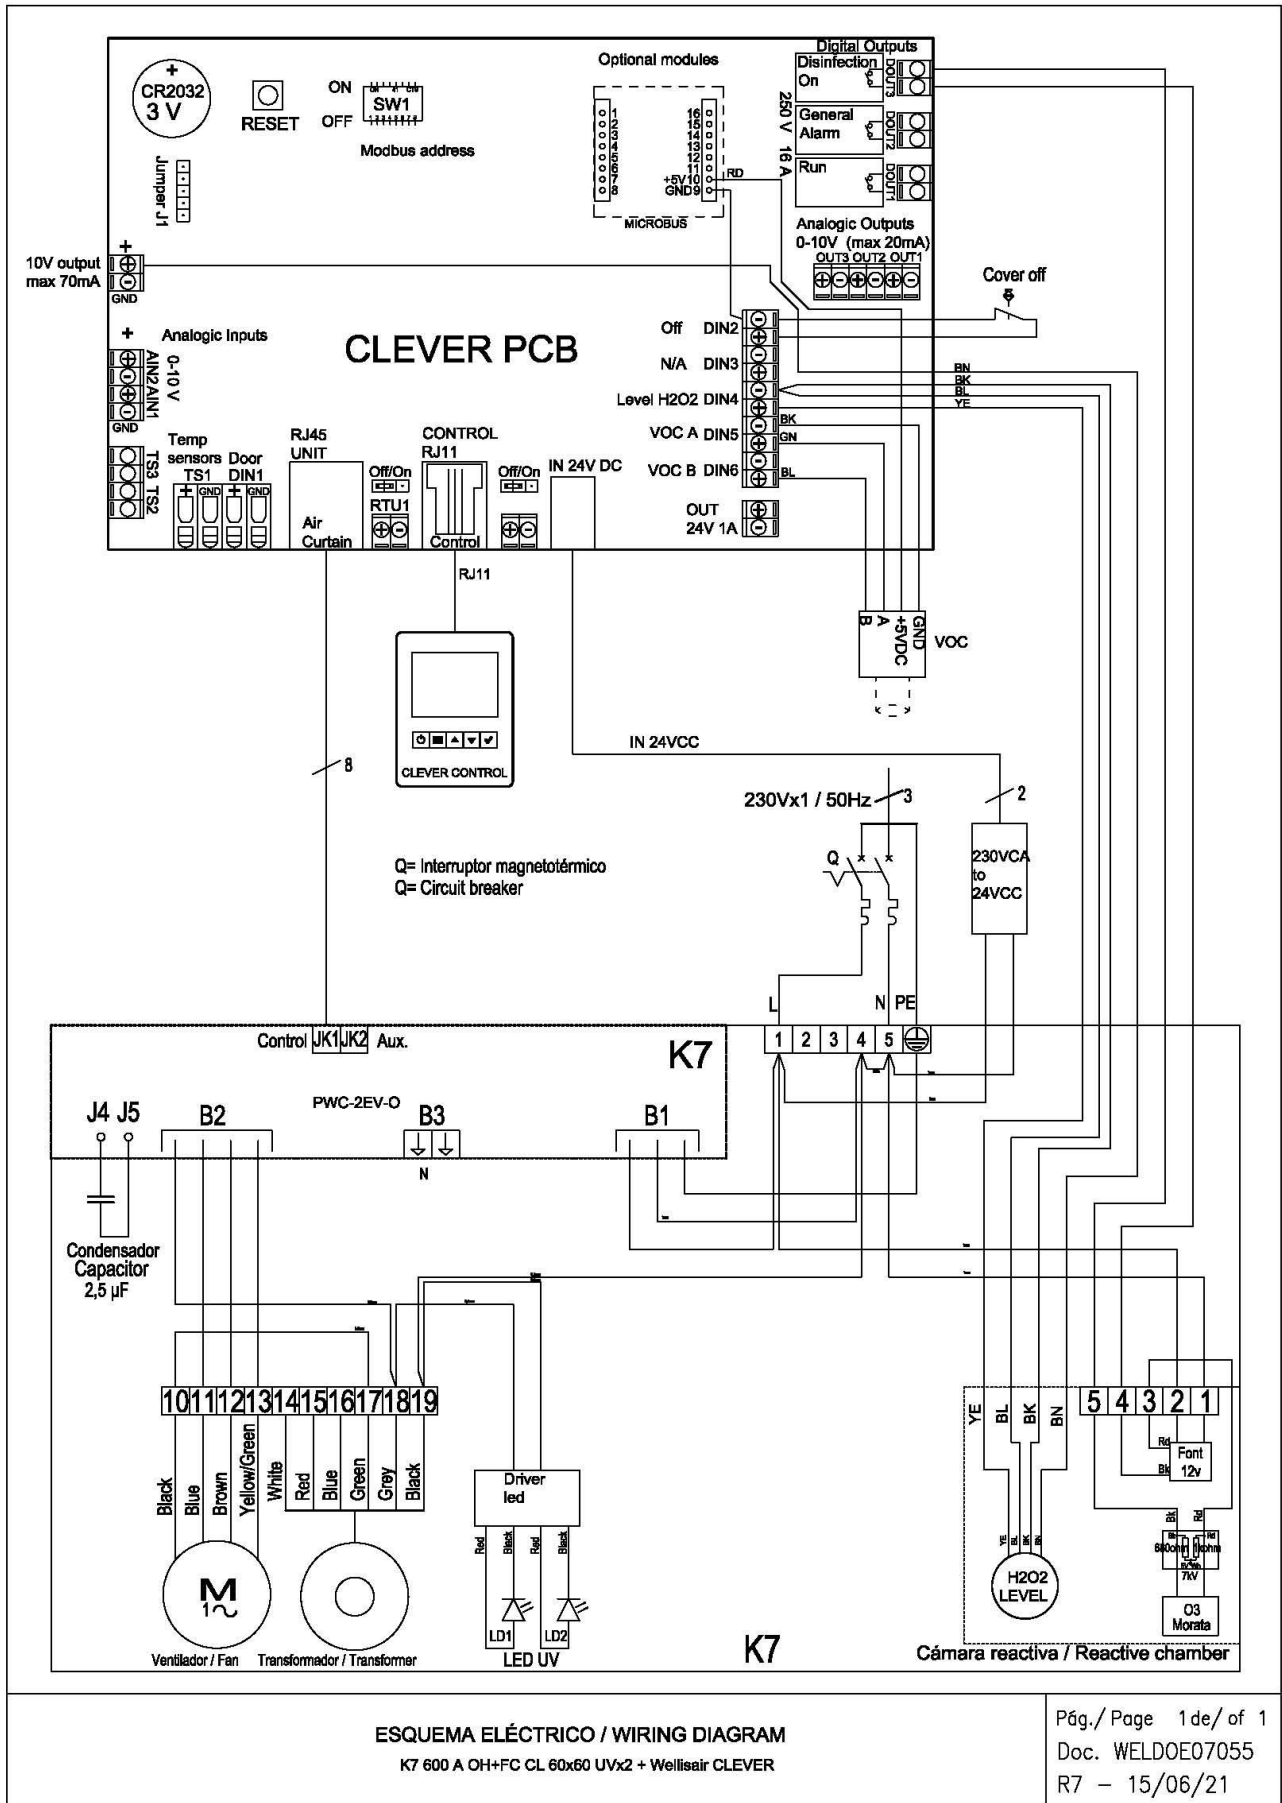 CR2032
3 V
RESET
ON
OFF
SW1
Modbus address
Jumper J1
Optional modules
1
2
3
4
5
6
7
8
16
15
14
13
12
11
+5V10
GND9
RD
MICROBUS
Digital Outputs
Disinfection
On
General
Alarm
Run
250 V 16 A
DOUT3
DOUT2
DOUT1
Analogic Outputs
0-10V (max 20mA)
OUT3 OUT2 OUT1
10V output
max 70mA
+
GND
+
Analogic Inputs
AIN2 AIN1
0-10 V
GND
CLEVER PCB
Cover off
Off DIN2
N/A DIN3
Level H2O2 DIN4
VOC A DIN5
VOC B DIN6
OUT
24V 1A
BK
GN
BL
BN
BK
BL
YE
TS3 TS2
Temp
sensors Door
TS1 DIN1
+ GND + GND
RJ45
UNIT
Air
Curtain
Off/On
RTU1
CONTROL
RJ11
Control
Off/On
IN 24V DC
RJ11
B
A
+5VDC
GND
VOC
CLEVER CONTROL
8
IN 24VCC
230Vx1 / 50Hz
3
2
Q
230VCA
to
24VCC
Q= Interruptor magnetotérmico
Q= Circuit breaker
L
N PE
1 2 3 4 5
Control JK1 JK2 Aux.
K7
PWC-2EV-O
J4 J5
B2
B3
B1
N
Condensador
Capacitor
2,5 µF
10 11 12 13 14 15 16 17 18 19
Black
Blue
Brown
Yellow/Green
White
Red
Blue
Green
Grey
Black
M
1
Ventilador / Fan
Transformador / Transformer
Driver
led
Red
Black
Red
Black
LD1
LD2
LED UV
K7
YE
BL
BK
BN
5 4 3 2 1
Rd
Bk
Font
12v
Bk
Rd
YE
BL
BK
BN
H2O2
LEVEL
Bk
Rd
680ohm
1kohm
7kV
O3
Morata
Cámara reactiva / Reactive chamber
ESQUEMA ELÉCTRICO / WIRING DIAGRAM
K7 600 A OH+FC CL 60x60 UVx2 + Wellisair CLEVER
Pág./ Page 1 de/ of 1
Doc. WELDOE07055
R7 - 15/06/21